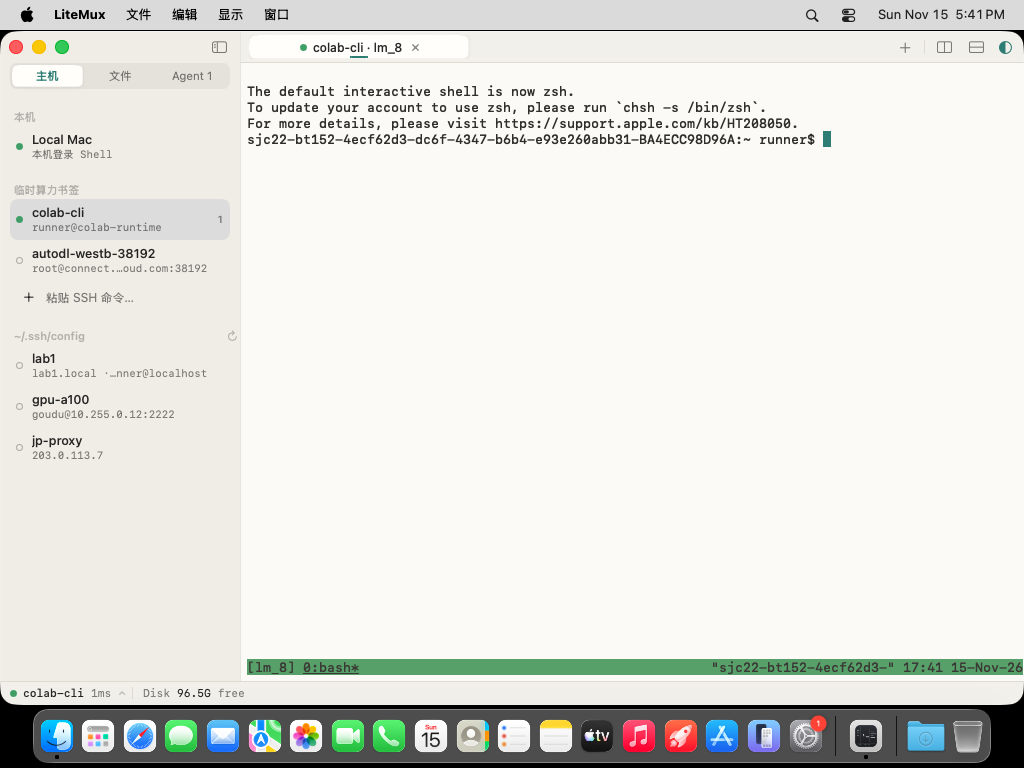 LiteMux 文件 编辑 显示 窗口 Sun Nov 15 5:41 PM
colab-cli · lm_8
主机 文件 Agent 1
本机
Local Mac
本机登录 Shell
临时算力书签
colab-cli
runner@colab-runtime
1
autodl-westb-38192
root@connect.…oud.com:38192
粘贴 SSH 命令…
~/.ssh/config
lab1
lab1.local ·…nner@localhost
gpu-a100
goudu@10.255.0.12:2222
jp-proxy
203.0.113.7
The default interactive shell is now zsh.
To update your account to use zsh, please run `chsh -s /bin/zsh`.
For more details, please visit https://support.apple.com/kb/HT208050.
sjc22-bt152-4ecf62d3-dc6f-4347-b6b4-e93e260abb31-BA4ECC98D96A:~ runner$
[lm_8] 0:bash* "sjc22-bt152-4ecf62d3-" 17:41 15-Nov-26
colab-cli 1ms Disk 96.5G free
Sun
15
tv
1